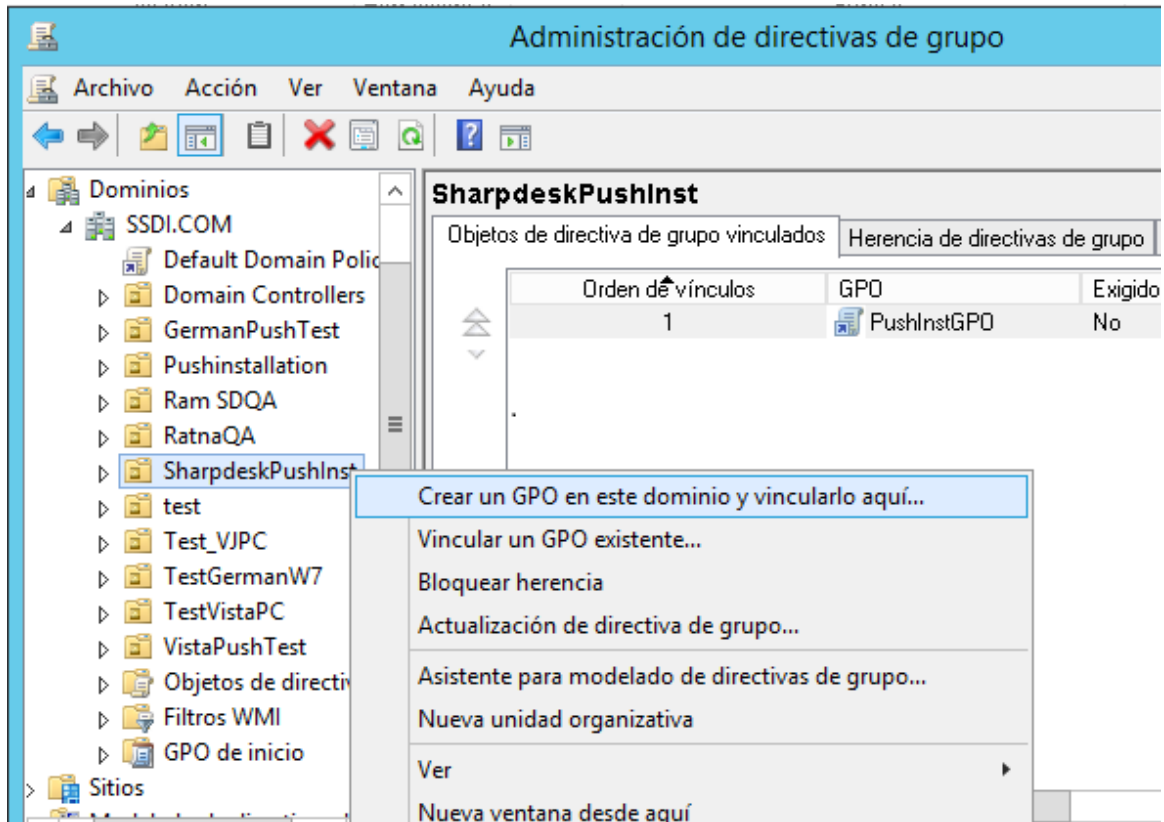 Administración de directivas de grupo
Archivo Acción Ver Ventana Ayuda
Dominios
SSDI.COM
Default Domain Polic
Domain Controllers
GermanPushTest
Pushinstallation
Ram SDQA
RatnaQA
SharpdeskPushInst
test
Test_VJPC
TestGermanW7
TestVistaPC
VistaPushTest
Objetos de directiv
Filtros WMI
GPO de inicio
Sitios
SharpdeskPushInst
Objetos de directiva de grupo vinculados Herencia de directivas de grupo
Orden de vínculos GPO Exigido
1 PushInstGPO No
Crear un GPO en este dominio y vincularlo aquí...
Vincular un GPO existente...
Bloquear herencia
Actualización de directiva de grupo...
Asistente para modelado de directivas de grupo...
Nueva unidad organizativa
Ver
Nueva ventana desde aquí